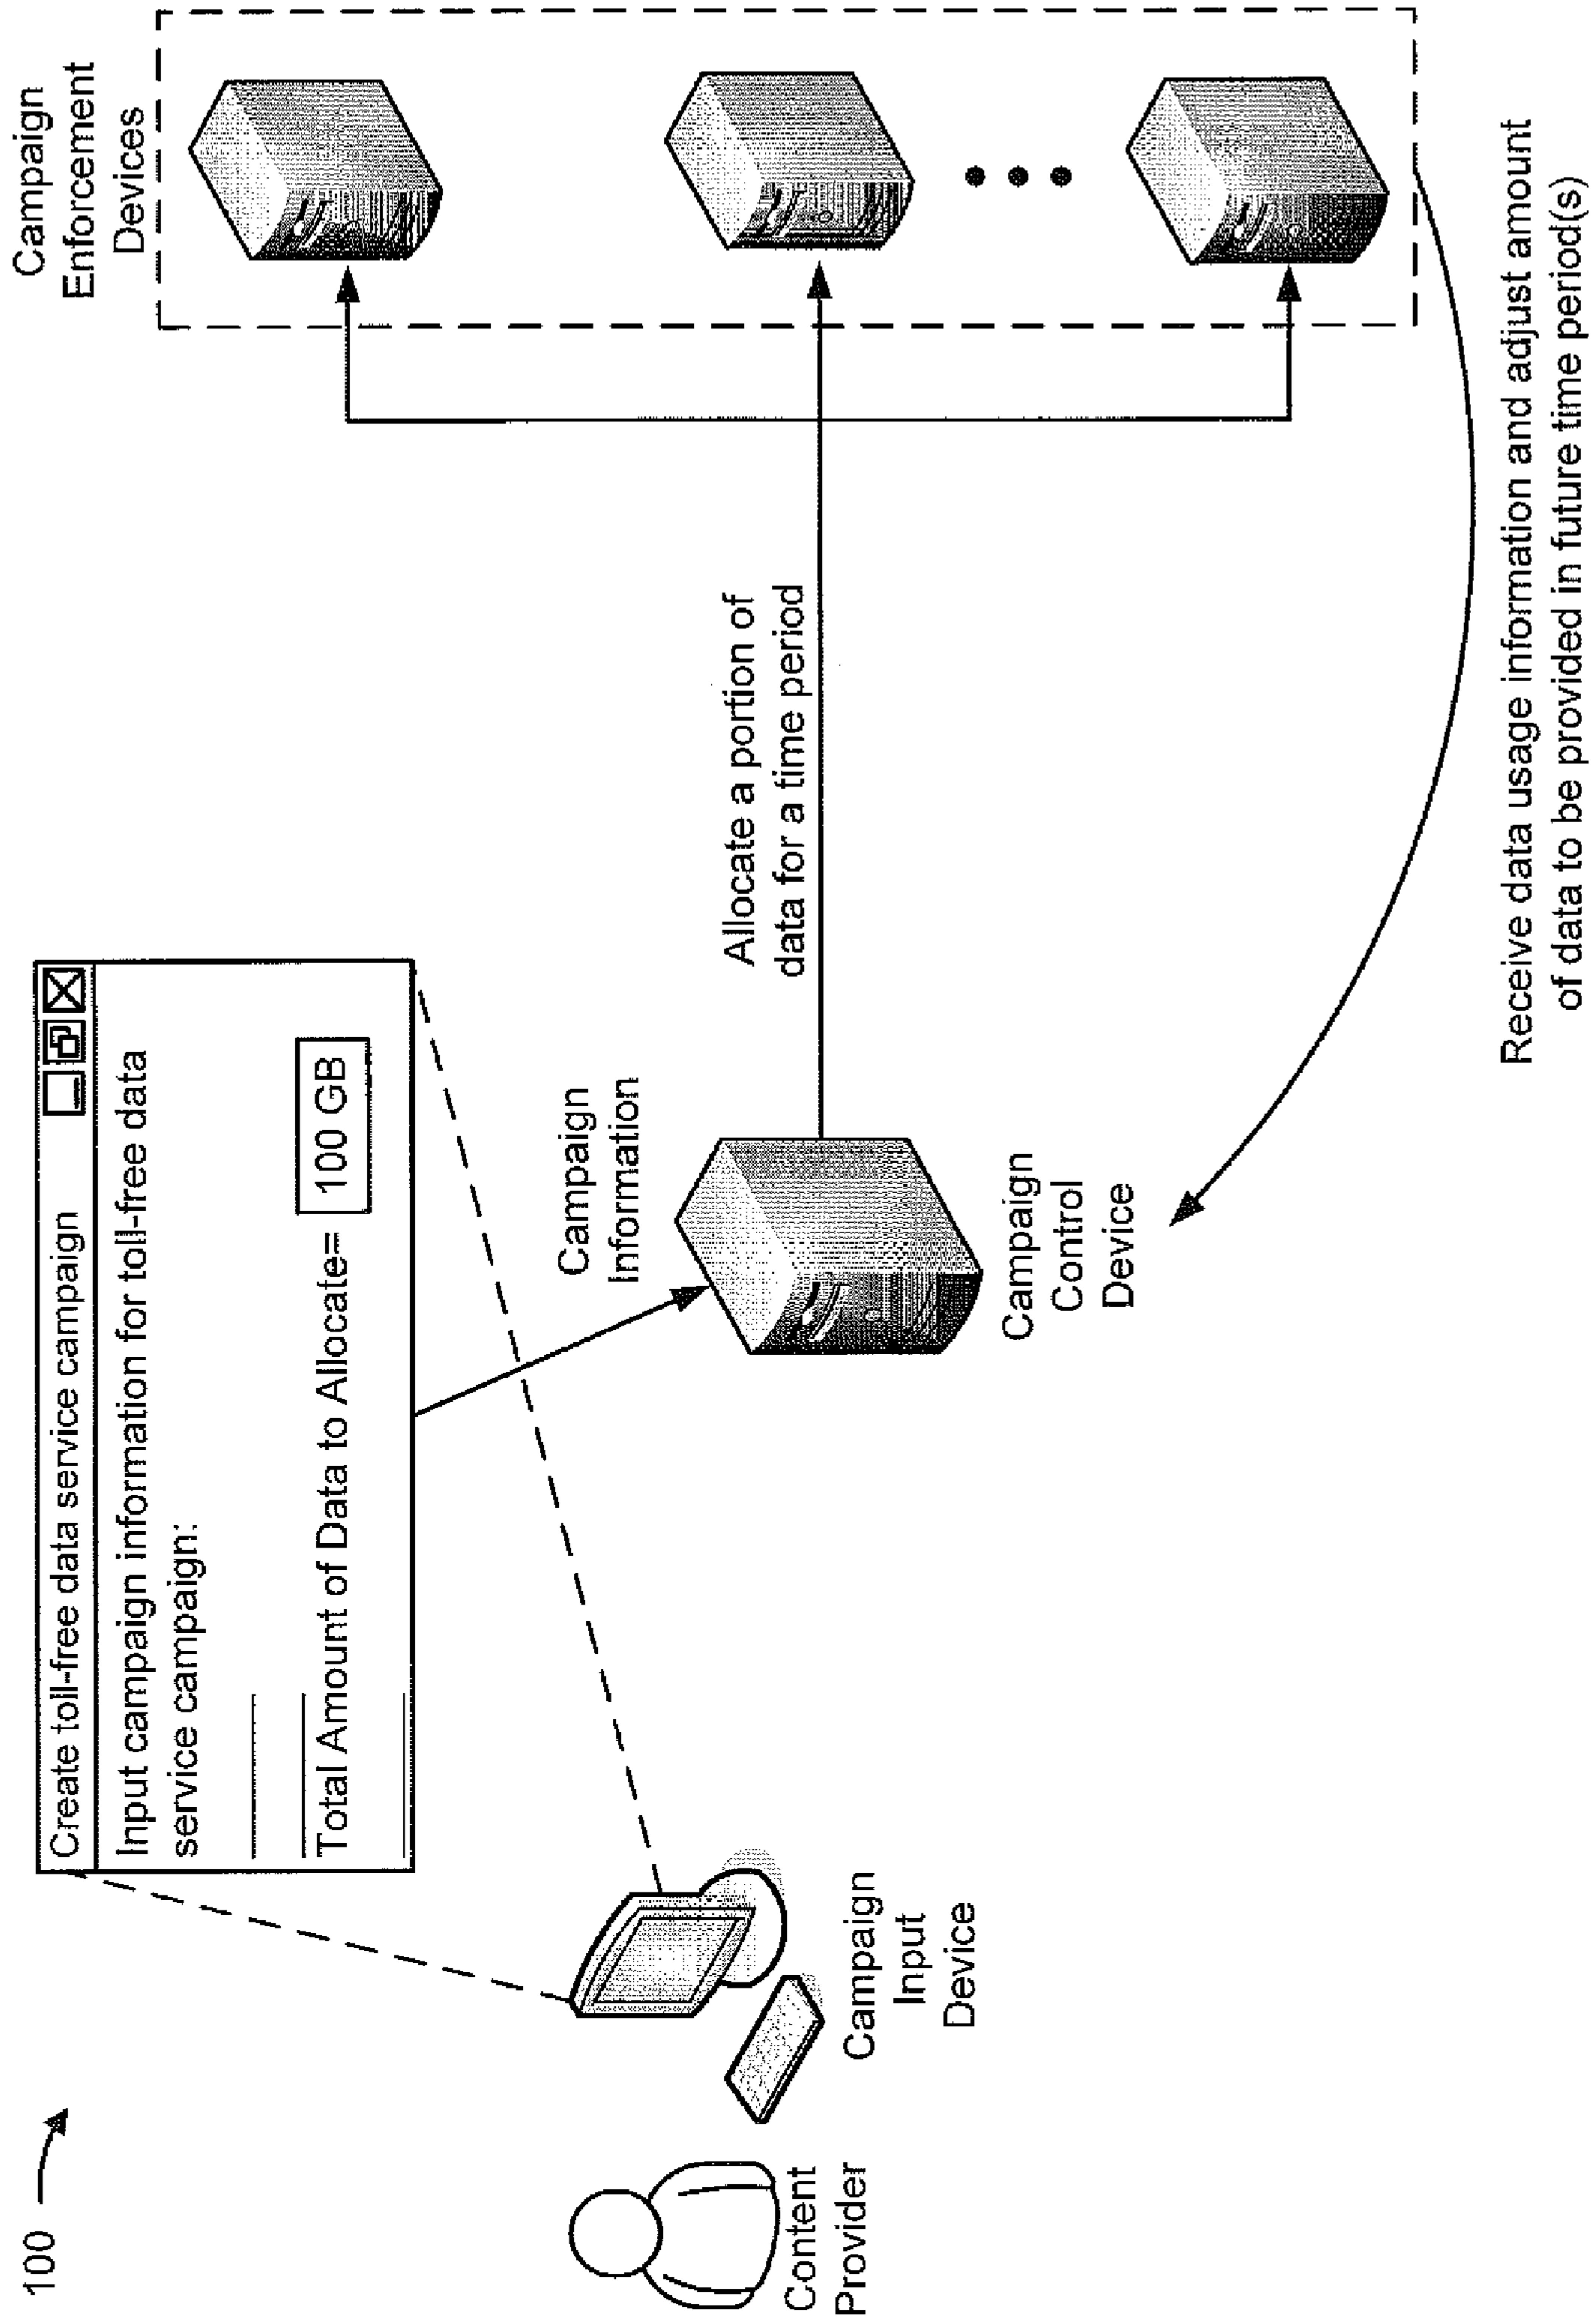 100
Create toll-free data service campaign
Input campaign information for toll-free data
service campaign:
Total Amount of Data to Allocate=
100 GB
Content
Provider
Campaign
Input
Device
Campaign
Information
Campaign
Control
Device
Allocate a portion of
data for a time period
Campaign
Enforcement
Devices
Receive data usage information and adjust amount
of data to be provided in future time period(s)